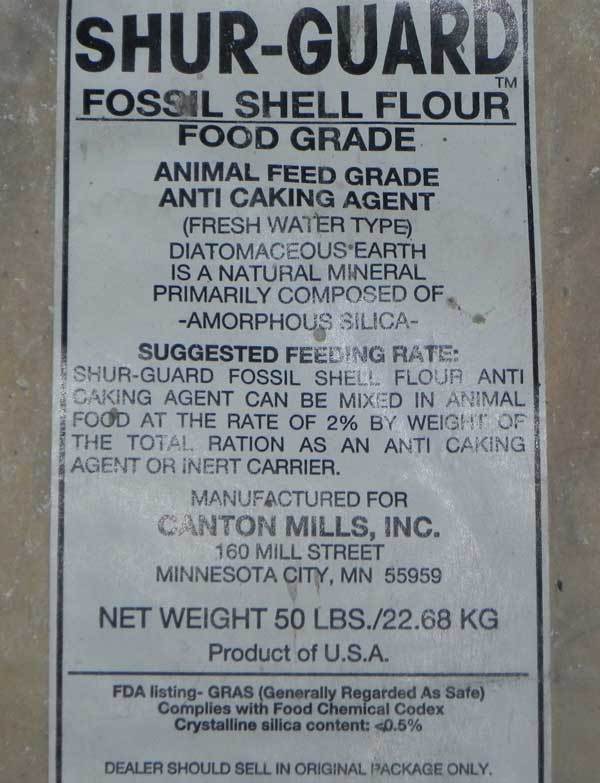 SHUR-GUARD
TM
FOSSIL SHELL FLOUR
FOOD GRADE
ANIMAL FEED GRADE
ANTI CAKING AGENT
(FRESH WATER TYPE)
DIATOMACEOUS EARTH
IS A NATURAL MINERAL
PRIMARILY COMPOSED OF
-AMORPHOUS SILICA-
SUGGESTED FEEDING RATE:
SHUR-GUARD FOSSIL SHELL FLOUR ANTI
CAKING AGENT CAN BE MIXED IN ANIMAL
FOOD AT THE RATE OF 2% BY WEIGHT OF
THE TOTAL RATION AS AN ANTI CAKING
AGENT OR INERT CARRIER.
MANUFACTURED FOR
CANTON MILLS, INC.
160 MILL STREET
MINNESOTA CITY, MN 55959
NET WEIGHT 50 LBS./22.68 KG
Product of U.S.A.
FDA listing- GRAS (Generally Regarded As Safe)
Complies with Food Chemical Codex
Crystalline silica content: <0.5%
DEALER SHOULD SELL IN ORIGINAL PACKAGE ONLY.